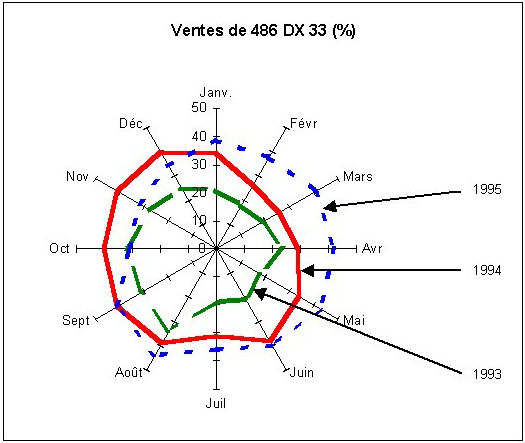 Ventes de 486 DX 33 (%)
Janv.
50
Déc
Févr
40
30
Nov
Mars
20
1995
10
Oct
0
Avr
1994
Sept
Mai
Août
Juin
1993
Juil